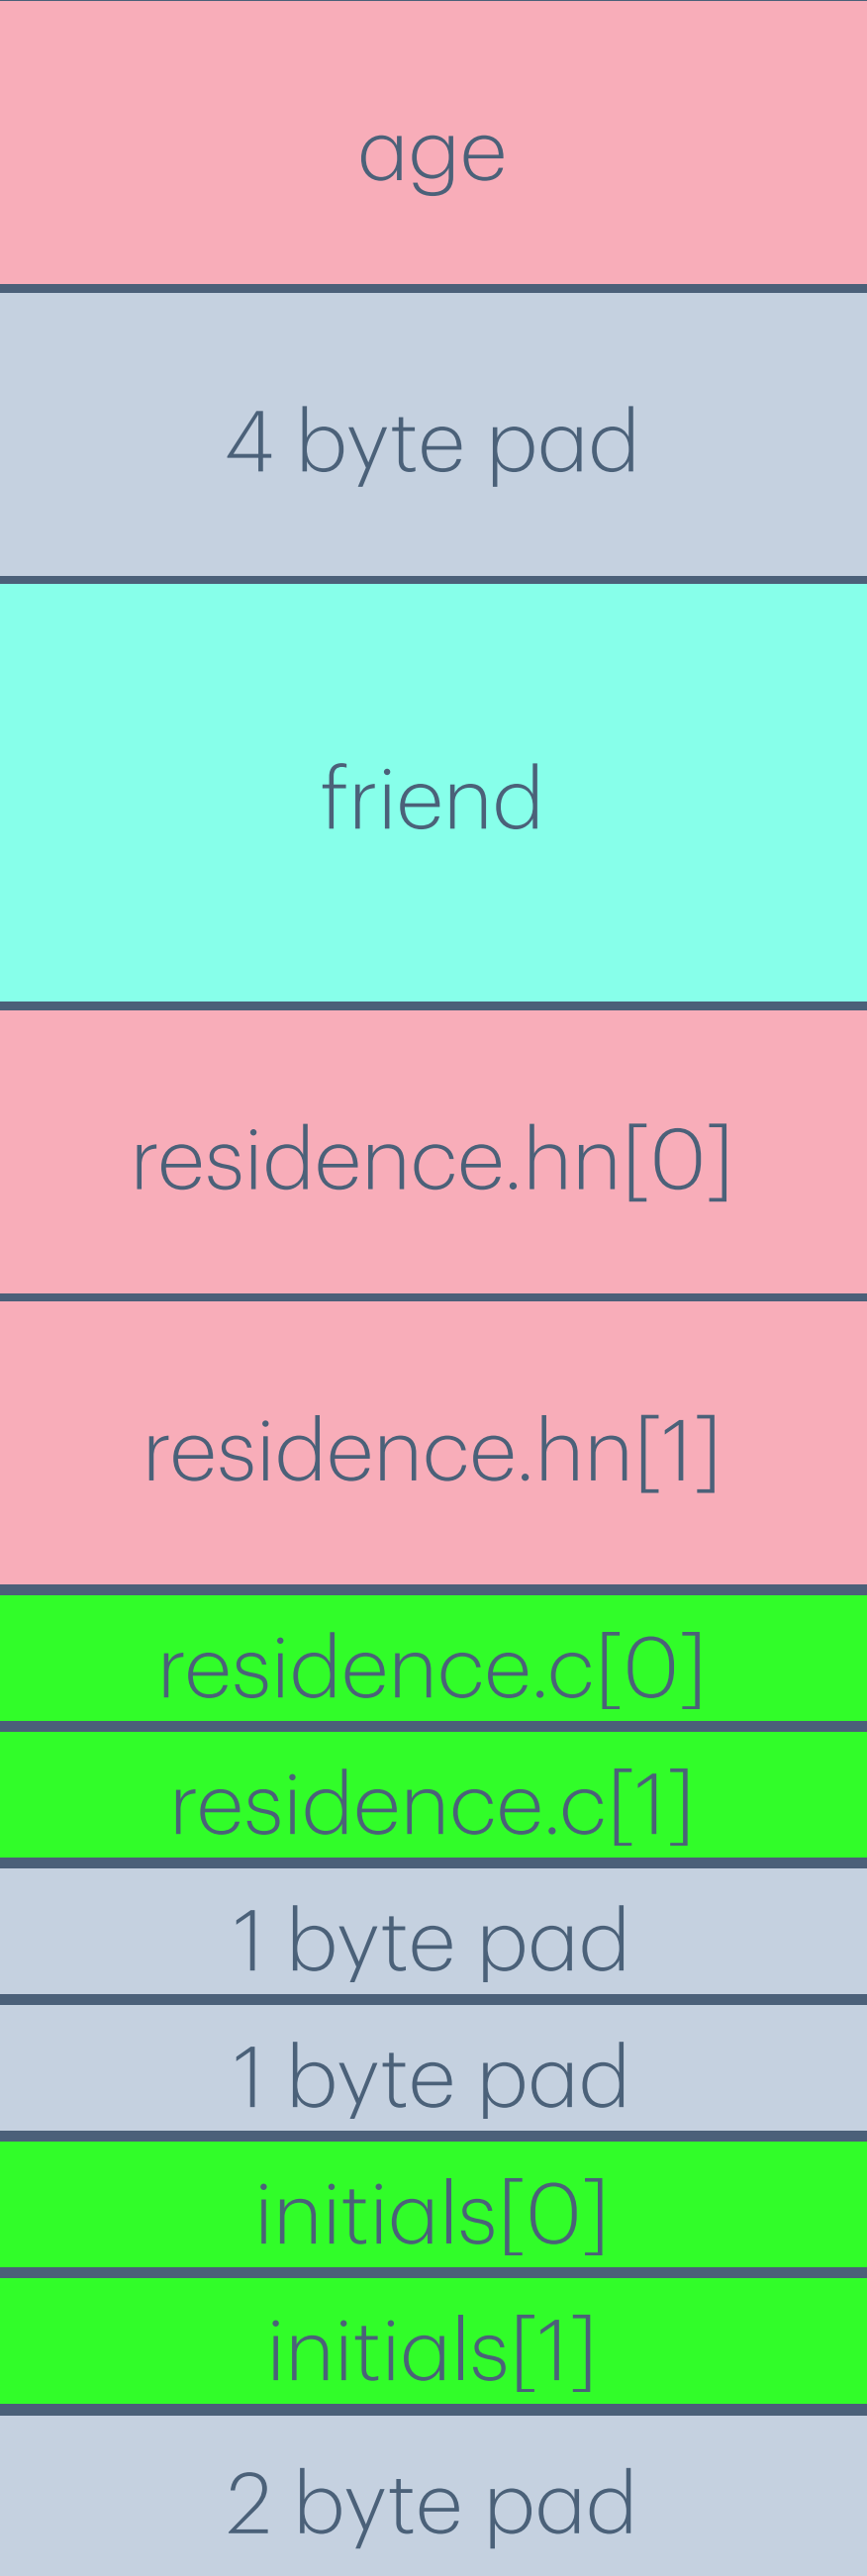 age
4 byte pad
friend
residence.hn[0]
residence.hn[1]
residence.c[0]
residence.c[1]
1 byte pad
1 byte pad
initials[0]
initials[1]
2 byte pad